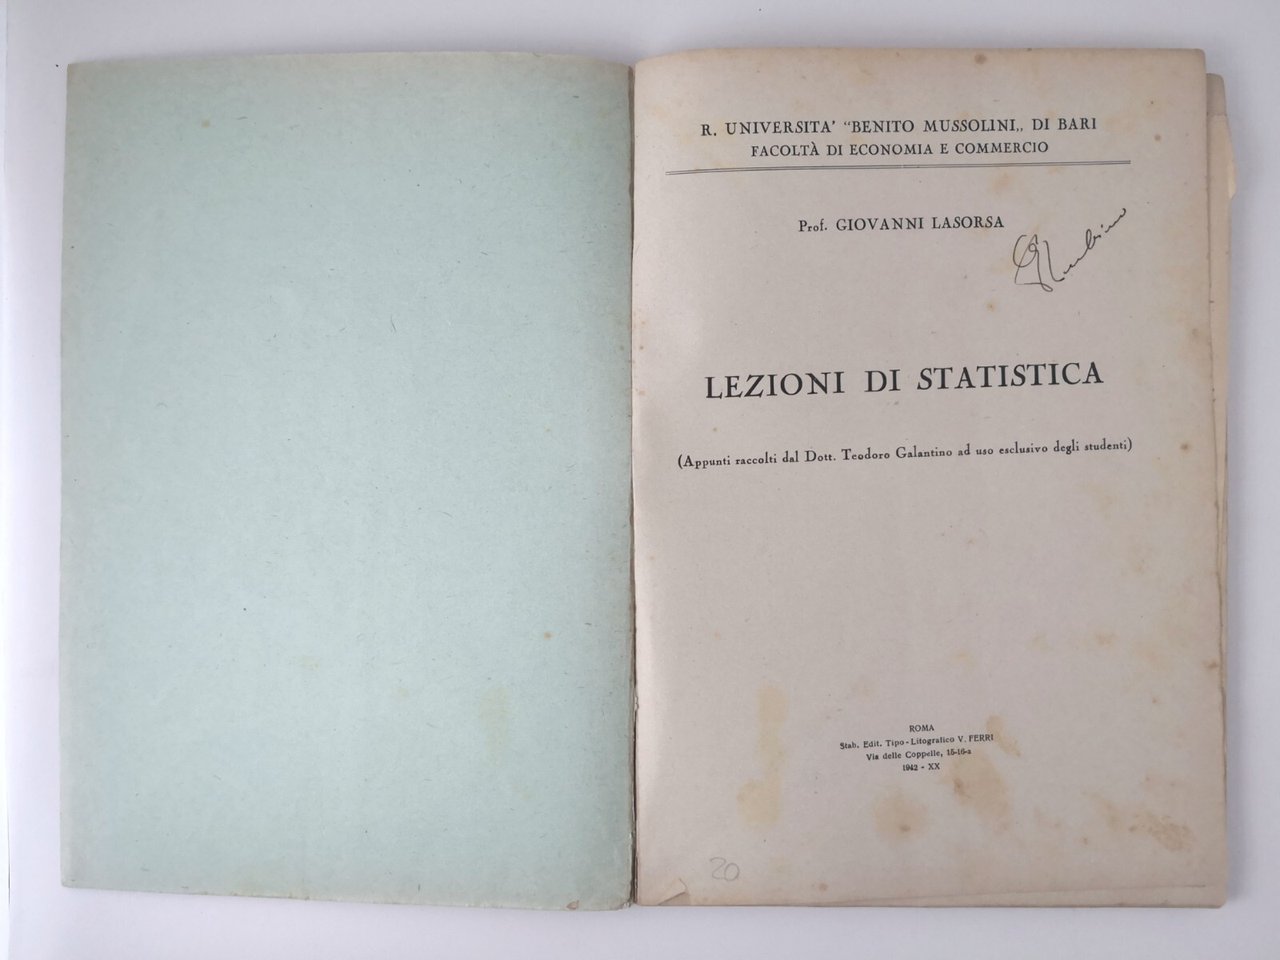 R. UNIVERSITA' “BENITO MUSSOLINI„ DI BARI
FACOLTÀ DI ECONOMIA E COMMERCIO
Prof. GIOVANNI LASORSA
LEZIONI DI STATISTICA
(Appunti raccolti dal Dott. Teodoro Galantino ad uso esclusivo degli studenti)
ROMA
Stab. Edit. Tipo-Litografico V. FERRI
Via delle Coppelle, 15-16-a
1942 - XX
20